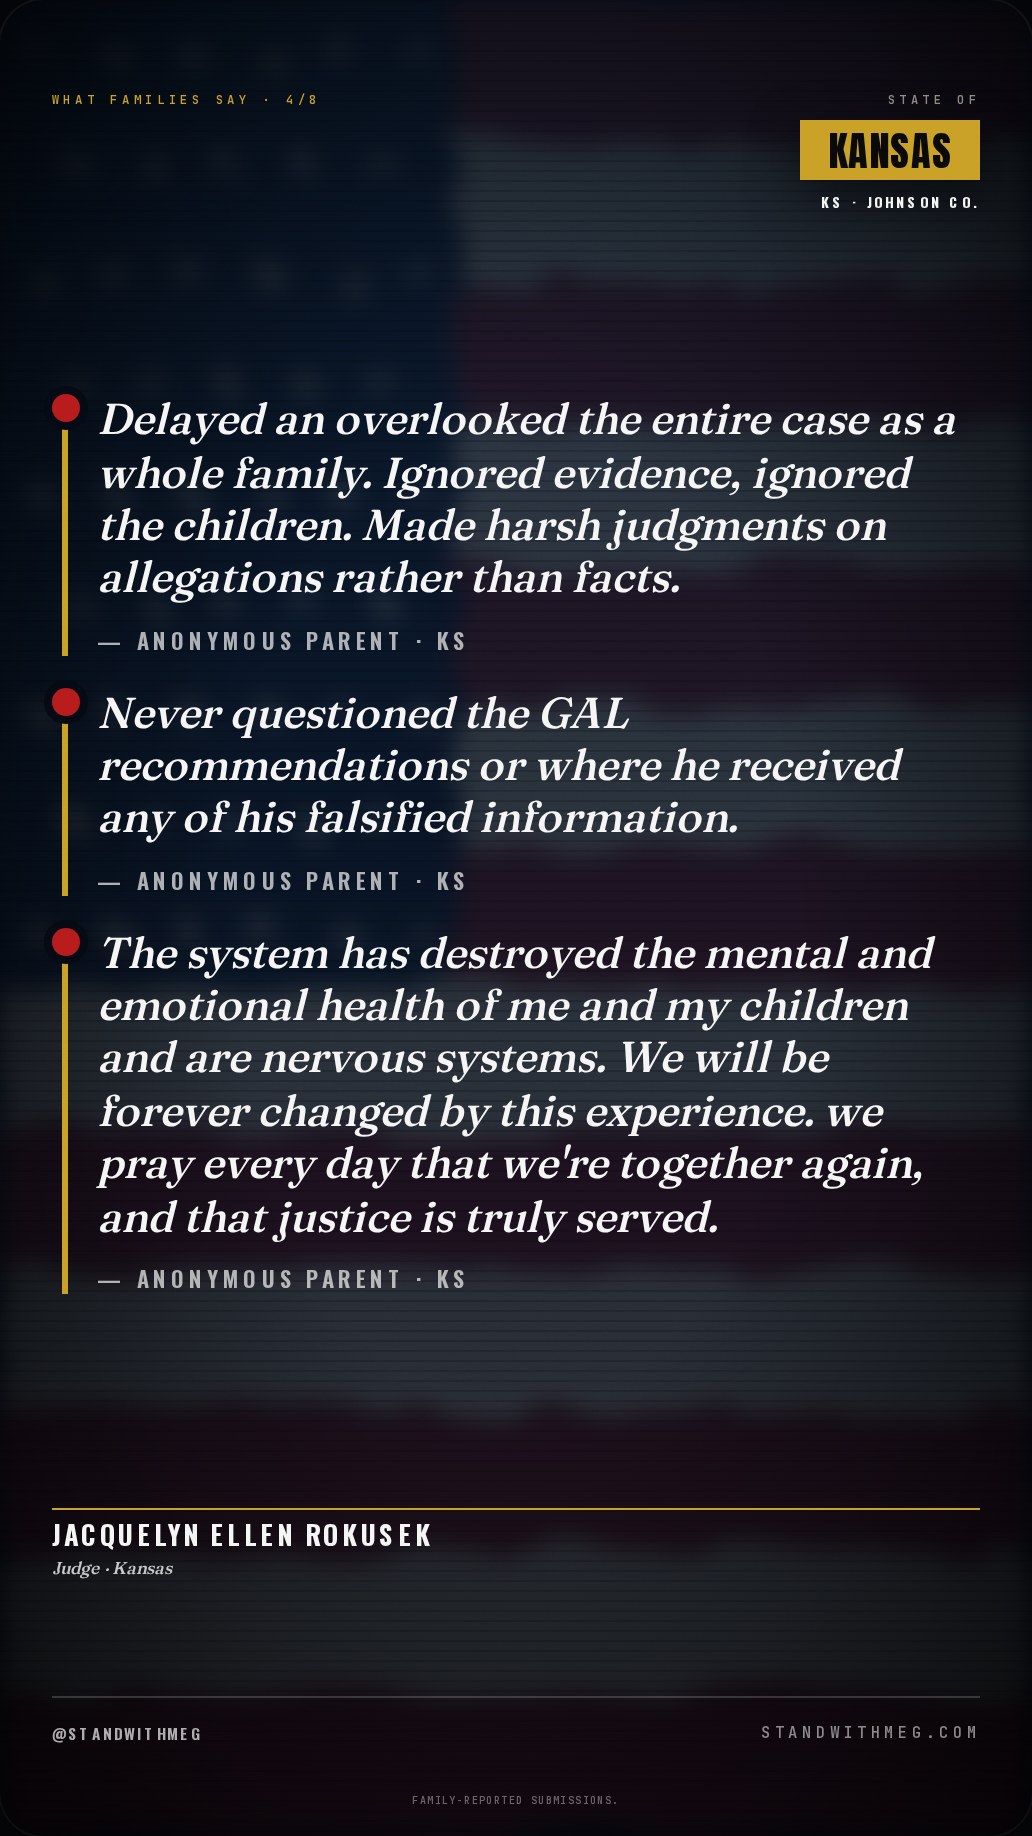 WHAT FAMILIES SAY · 4/8
STATE OF
KANSAS
KS · JOHNSON CO.
Delayed an overlooked the entire case as a
whole family. Ignored evidence, ignored
the children. Made harsh judgments on
allegations rather than facts.
— ANONYMOUS PARENT · KS
Never questioned the GAL
recommendations or where he received
any of his falsified information.
— ANONYMOUS PARENT · KS
The system has destroyed the mental and
emotional health of me and my children
and are nervous systems. We will be
forever changed by this experience. we
pray every day that we're together again,
and that justice is truly served.
— ANONYMOUS PARENT · KS
JACQUELYN ELLEN ROKUSEK
Judge · Kansas
@STANDWITHMEG
STANDWITHMEG.COM
FAMILY-REPORTED SUBMISSIONS.